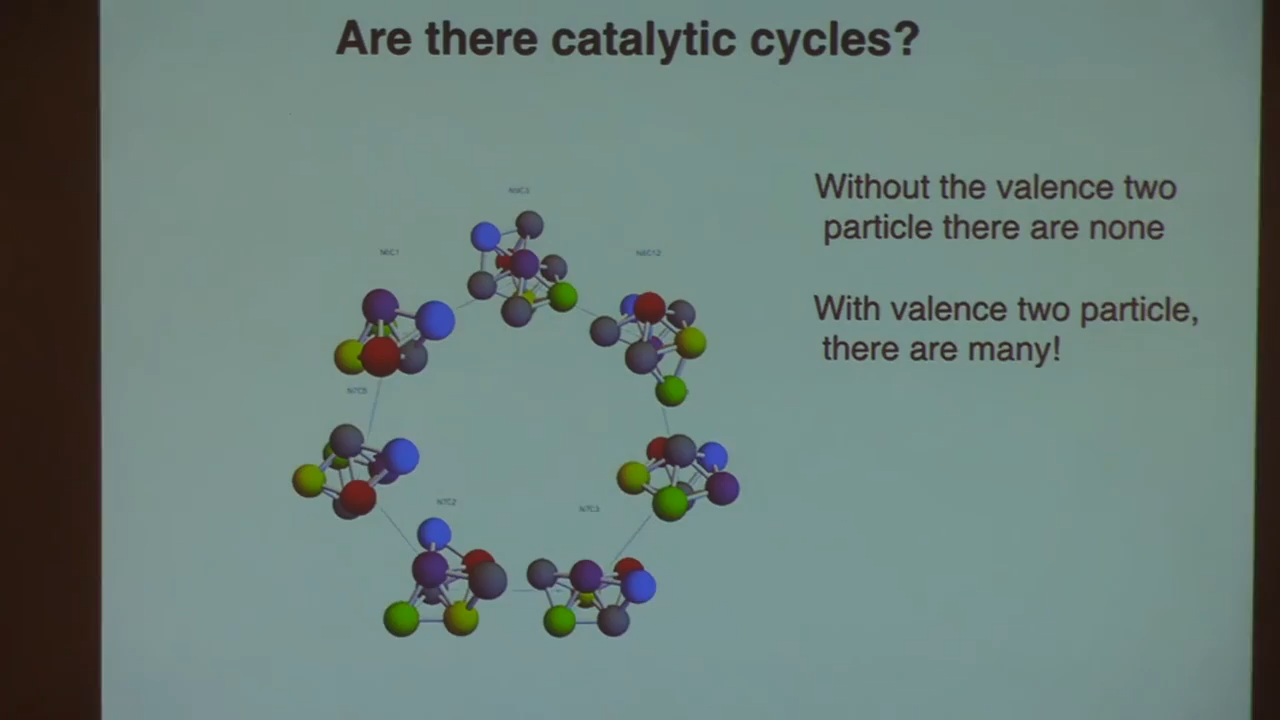 Are there catalytic cycles?
Without the valence two
particle there are none
With valence two particle,
there are many!